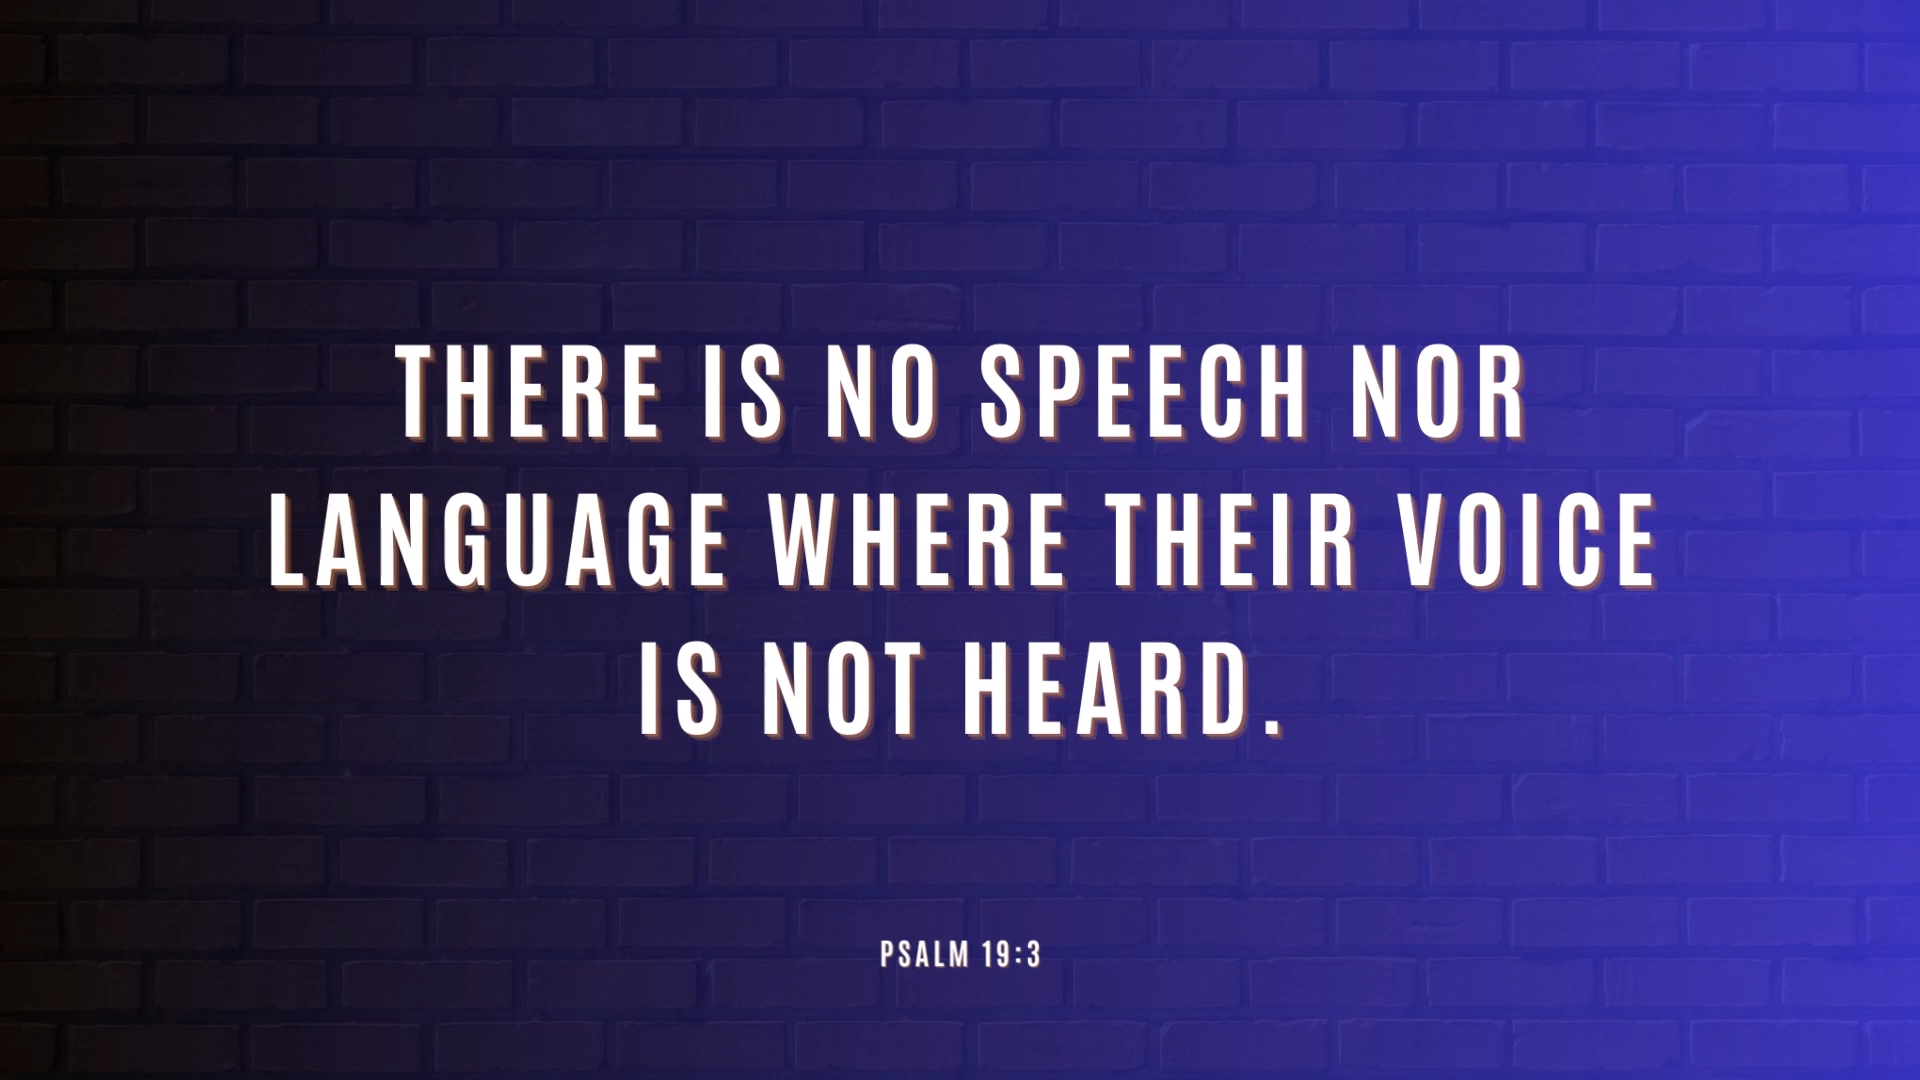 THERE IS NO SPEECH NOR
LANGUAGE WHERE THEIR VOICE
IS NOT HEARD.
PSALM 19:3